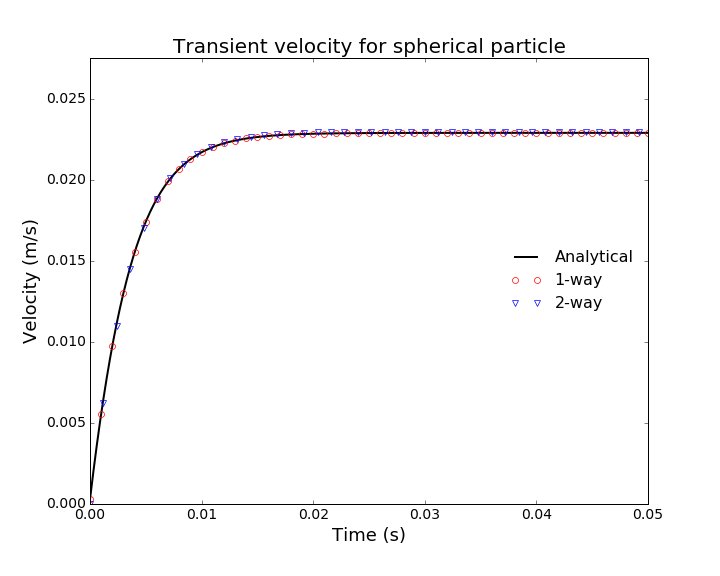 Transient velocity for spherical particle
0.025
0.020
0.015
0.010
0.005
0.000
Velocity (m/s)
Analytical
1-way
2-way
0.00 0.01 0.02 0.03 0.04 0.05
Time (s)